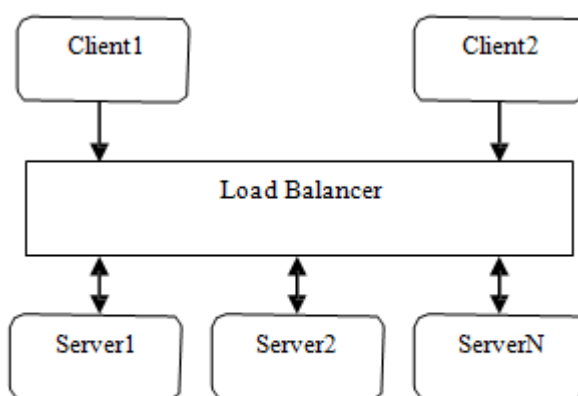 Client1
Client2
Load Balancer
Server1
Server2
ServerN